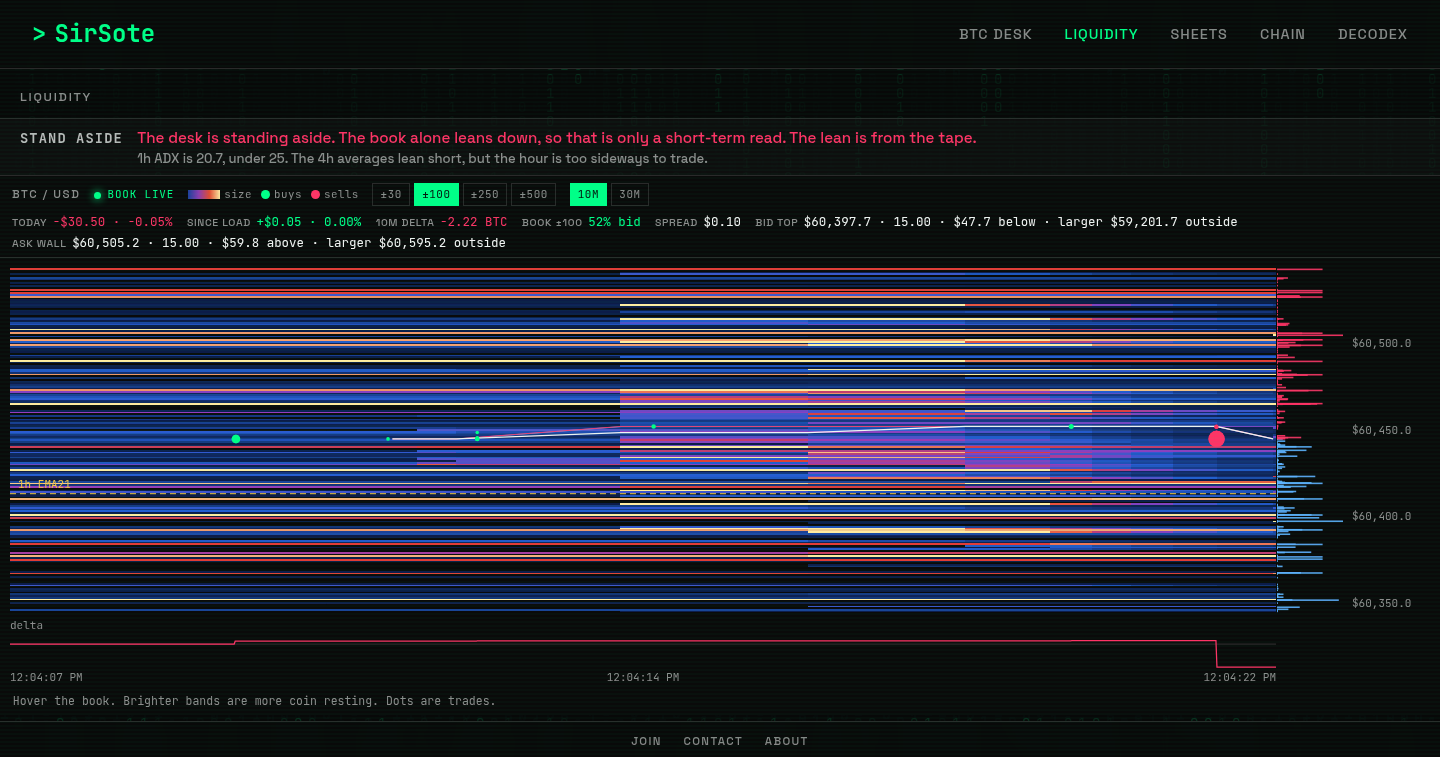 > SirSote
BTC DESK LIQUIDITY SHEETS CHAIN DECODEX
LIQUIDITY
STAND ASIDE The desk is standing aside. The book alone leans down, so that is only a short-term read. The lean is from the tape.
1h ADX is 20.7, under 25. The 4h averages lean short, but the hour is too sideways to trade.
BTC / USD BOOK LIVE size buys sells ±30 ±100 ±250 ±500 10M 30M
TODAY -$30.50 · -0.05% SINCE LOAD +$0.05 · 0.00% 10M DELTA -2.22 BTC BOOK ±100 52% bid SPREAD $0.10 BID TOP $60,397.7 · 15.00 · $47.7 below · larger $59,201.7 outside
ASK WALL $60,505.2 · 15.00 · $59.8 above · larger $60,595.2 outside
$60,500.0
$60,450.0
1h EMA21
$60,400.0
$60,350.0
delta
12:04:07 PM 12:04:14 PM 12:04:22 PM
Hover the book. Brighter bands are more coin resting. Dots are trades.
JOIN CONTACT ABOUT